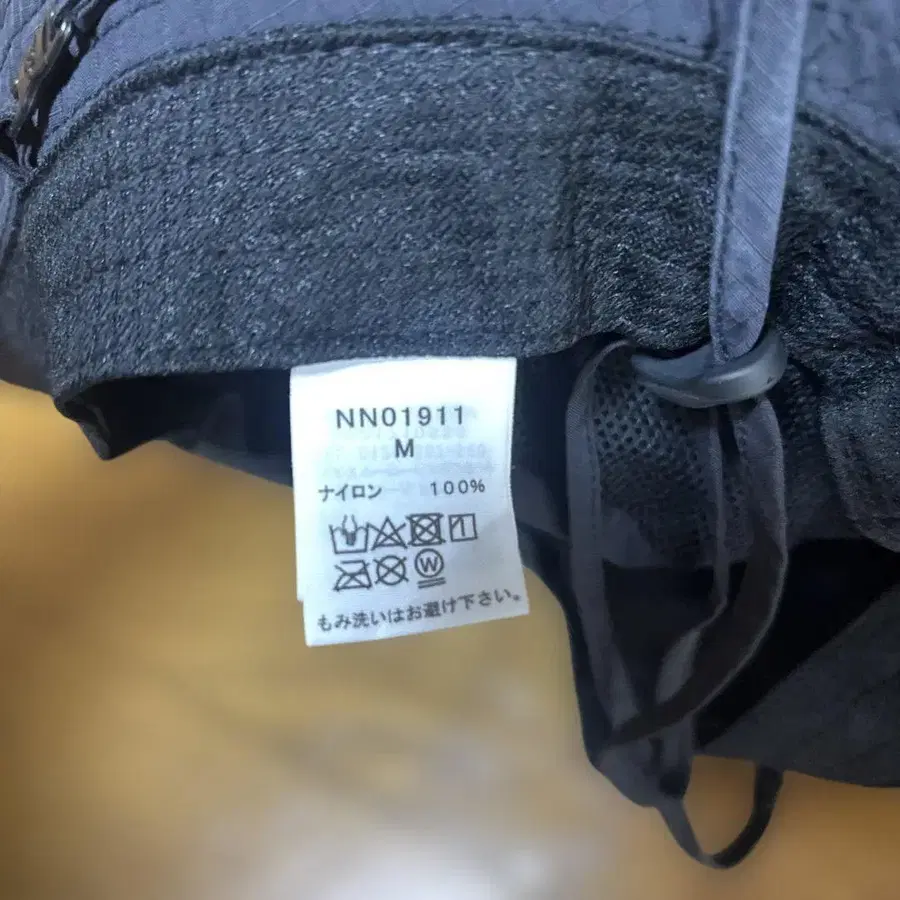 NN01911
M
ナイロン 100%
W
もみ洗いはお避け下さい。